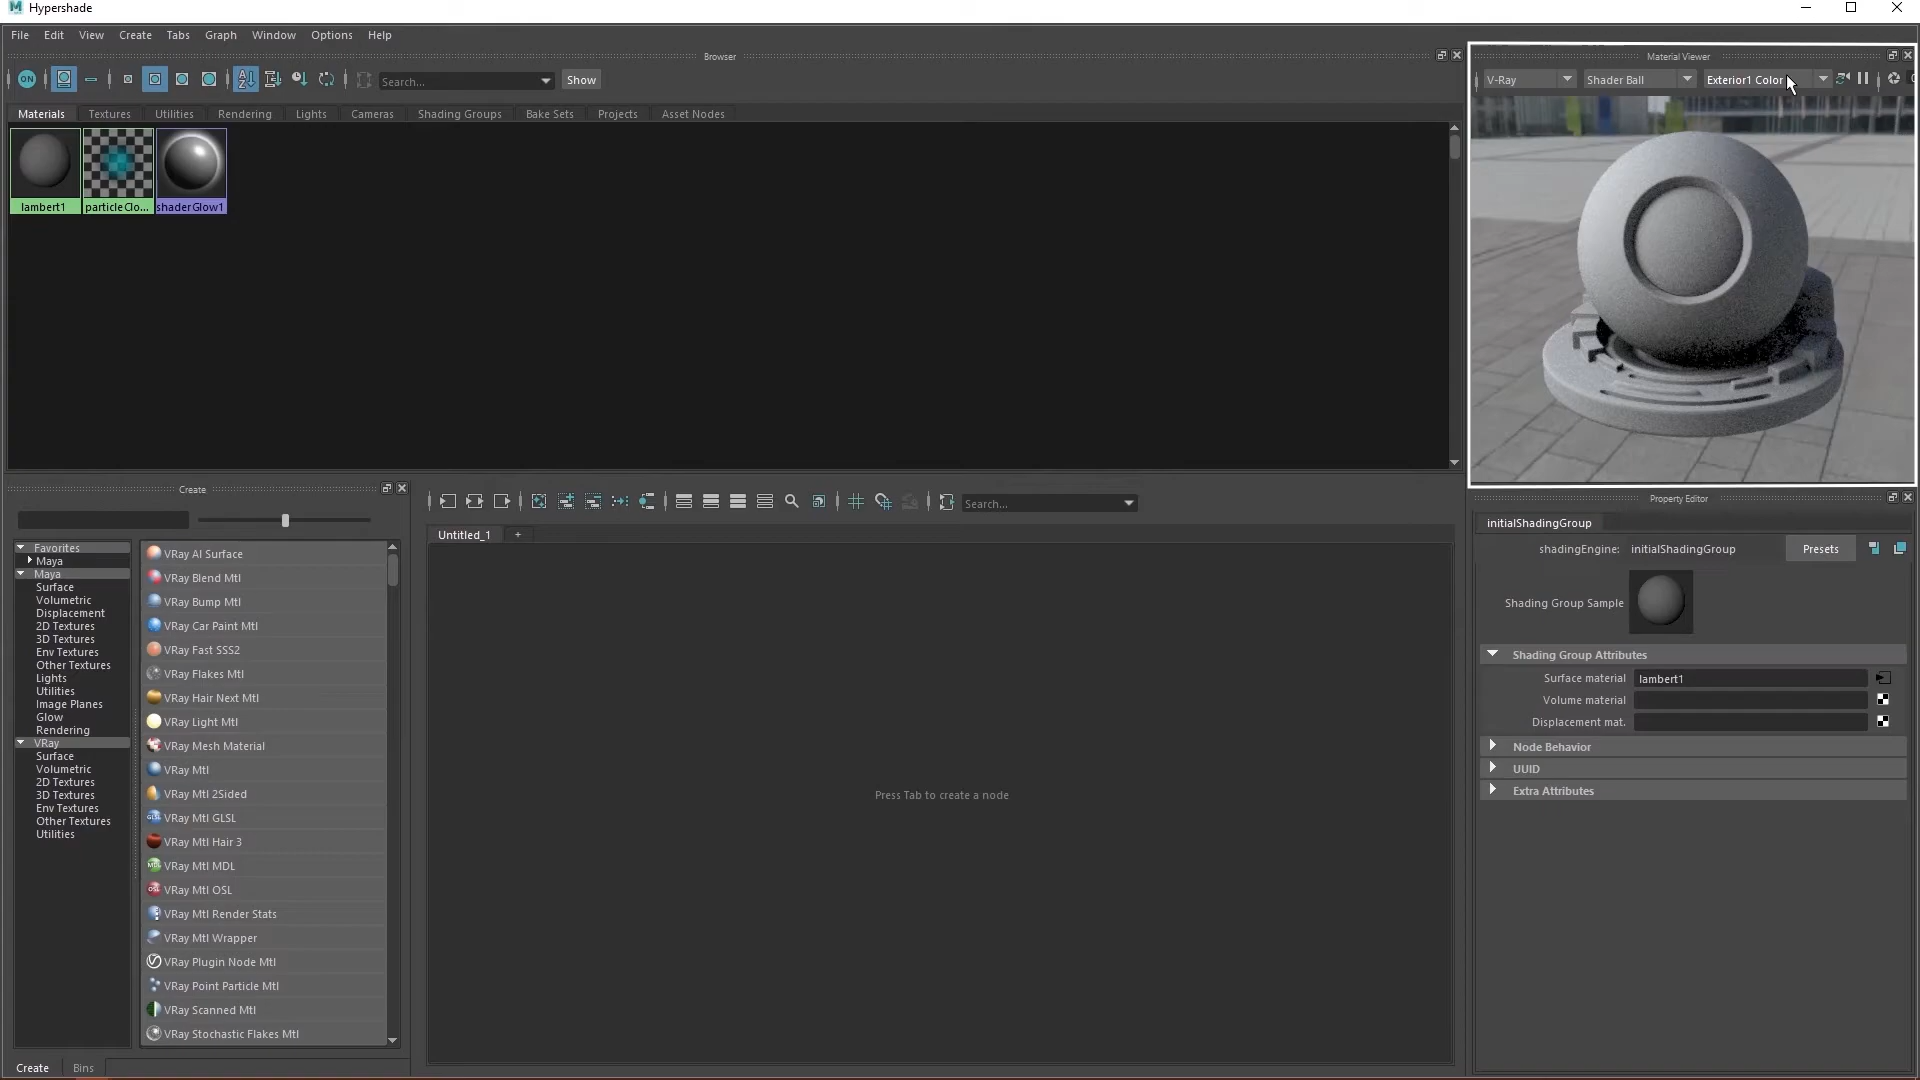 Hypershade
File Edit View Create Tabs Graph Window Options Help
Browser
ON Search... Show
Materials Textures Utilities Rendering Lights Cameras Shading Groups Bake Sets Projects Asset Nodes
lambert1 particleClo... shaderGlow1
Material Viewer
V-Ray Shader Ball Exterior1 Color
Create
Favorites
Maya
Maya
Surface
Volumetric
Displacement
2D Textures
3D Textures
Env Textures
Other Textures
Lights
Utilities
Image Planes
Glow
Rendering
VRay
Surface
Volumetric
2D Textures
3D Textures
Env Textures
Other Textures
Utilities
VRay Al Surface
VRay Blend Mtl
VRay Bump Mtl
VRay Car Paint Mtl
VRay Fast SSS2
VRay Flakes Mtl
VRay Hair Next Mtl
VRay Light Mtl
VRay Mesh Material
VRay Mtl
VRay Mtl 2Sided
VRay Mtl GLSL
VRay Mtl Hair 3
VRay Mtl MDL
VRay Mtl OSL
VRay Mtl Render Stats
VRay Mtl Wrapper
VRay Plugin Node Mtl
VRay Point Particle Mtl
VRay Scanned Mtl
VRay Stochastic Flakes Mtl
Create Bins
Search...
Untitled_1 +
Press Tab to create a node
Property Editor
initialShadingGroup
shadingEngine: initialShadingGroup Presets
Shading Group Sample
Shading Group Attributes
Surface material lambert1
Volume material
Displacement mat.
Node Behavior
UUID
Extra Attributes